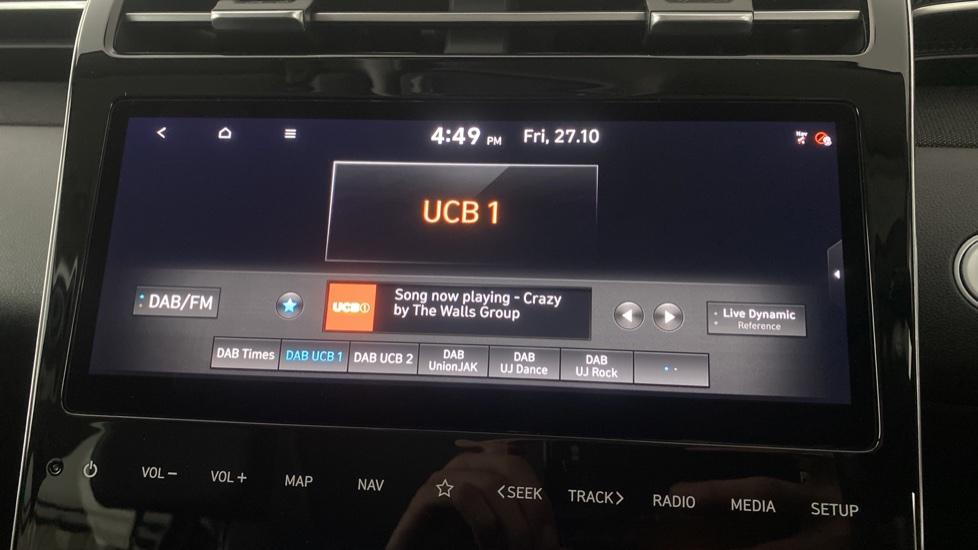 4:49 PM Fri, 27.10
Nav
UCB 1
DAB/FM
UCB1
Song now playing - Crazy
by The Walls Group
Live Dynamic
Reference
DAB Times
DAB UCB 1
DAB UCB 2
DAB
UnionJAK
DAB
UJ Dance
DAB
UJ Rock
VOL−
VOL+
MAP
NAV
<SEEK
TRACK>
RADIO
MEDIA
SETUP